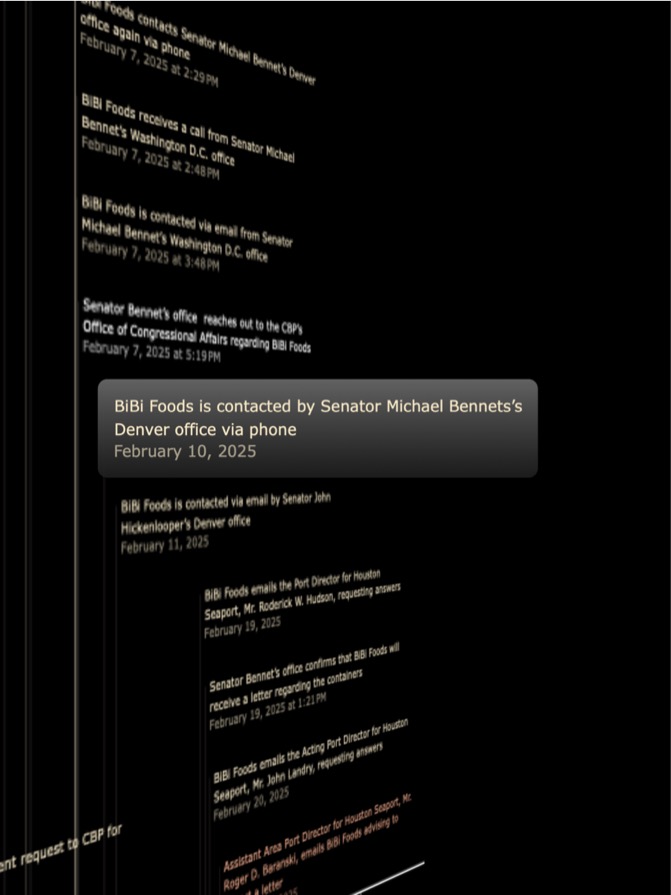 BiBi Foods contacts Senator Michael Bennet's Denver
office again via phone
February 7, 2025 at 2:29PM
BiBi Foods receives a call from Senator Michael
Bennet's Washington D.C. office
February 7, 2025 at 2:48PM
BiBi Foods is contacted via email from Senator
Michael Bennet's Washington D.C. office
February 7, 2025 at 3:48PM
Senator Bennet's office reaches out to the CBP's
Office of Congressional Affairs regarding BiBi Foods
February 7, 2025 at 5:19PM
BiBi Foods is contacted by Senator Michael Bennets's
Denver office via phone
February 10, 2025
BiBi Foods is contacted via email by Senator John
Hickenlooper's Denver office
February 11, 2025
BiBi Foods emails the Port Director for Houston
Seaport, Mr. Roderick W. Hudson, requesting answers
February 19, 2025
Senator Bennet's office confirms that BiBi Foods will
receive a letter regarding the containers
February 19, 2025 at 1:21PM
BiBi Foods emails the Acting Port Director for Houston
Seaport, Mr. John Landry, requesting answers
February 20, 2025
Assistant Area Port Director for Houston Seaport, Mr.
Roger D. Baranski, emails BiBi Foods advising to
a letter
request to CBP for